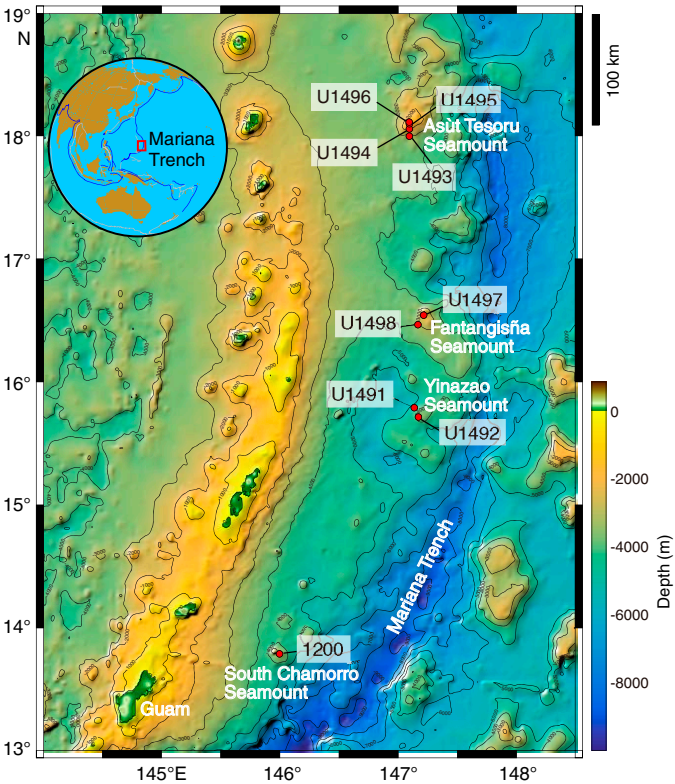 19°
N
18°
17°
16°
15°
14°
13°
145°E
146°
147°
148°
Mariana
Trench
U1496
U1495
Asùt Tesoru
Seamount
U1494
U1493
U1497
U1498
Fantangisña
Seamount
U1491
Yinazao
Seamount
U1492
Mariana Trench
1200
South Chamorro
Seamount
Guam
100 km
0
-2000
-4000
-6000
-8000
Depth (m)